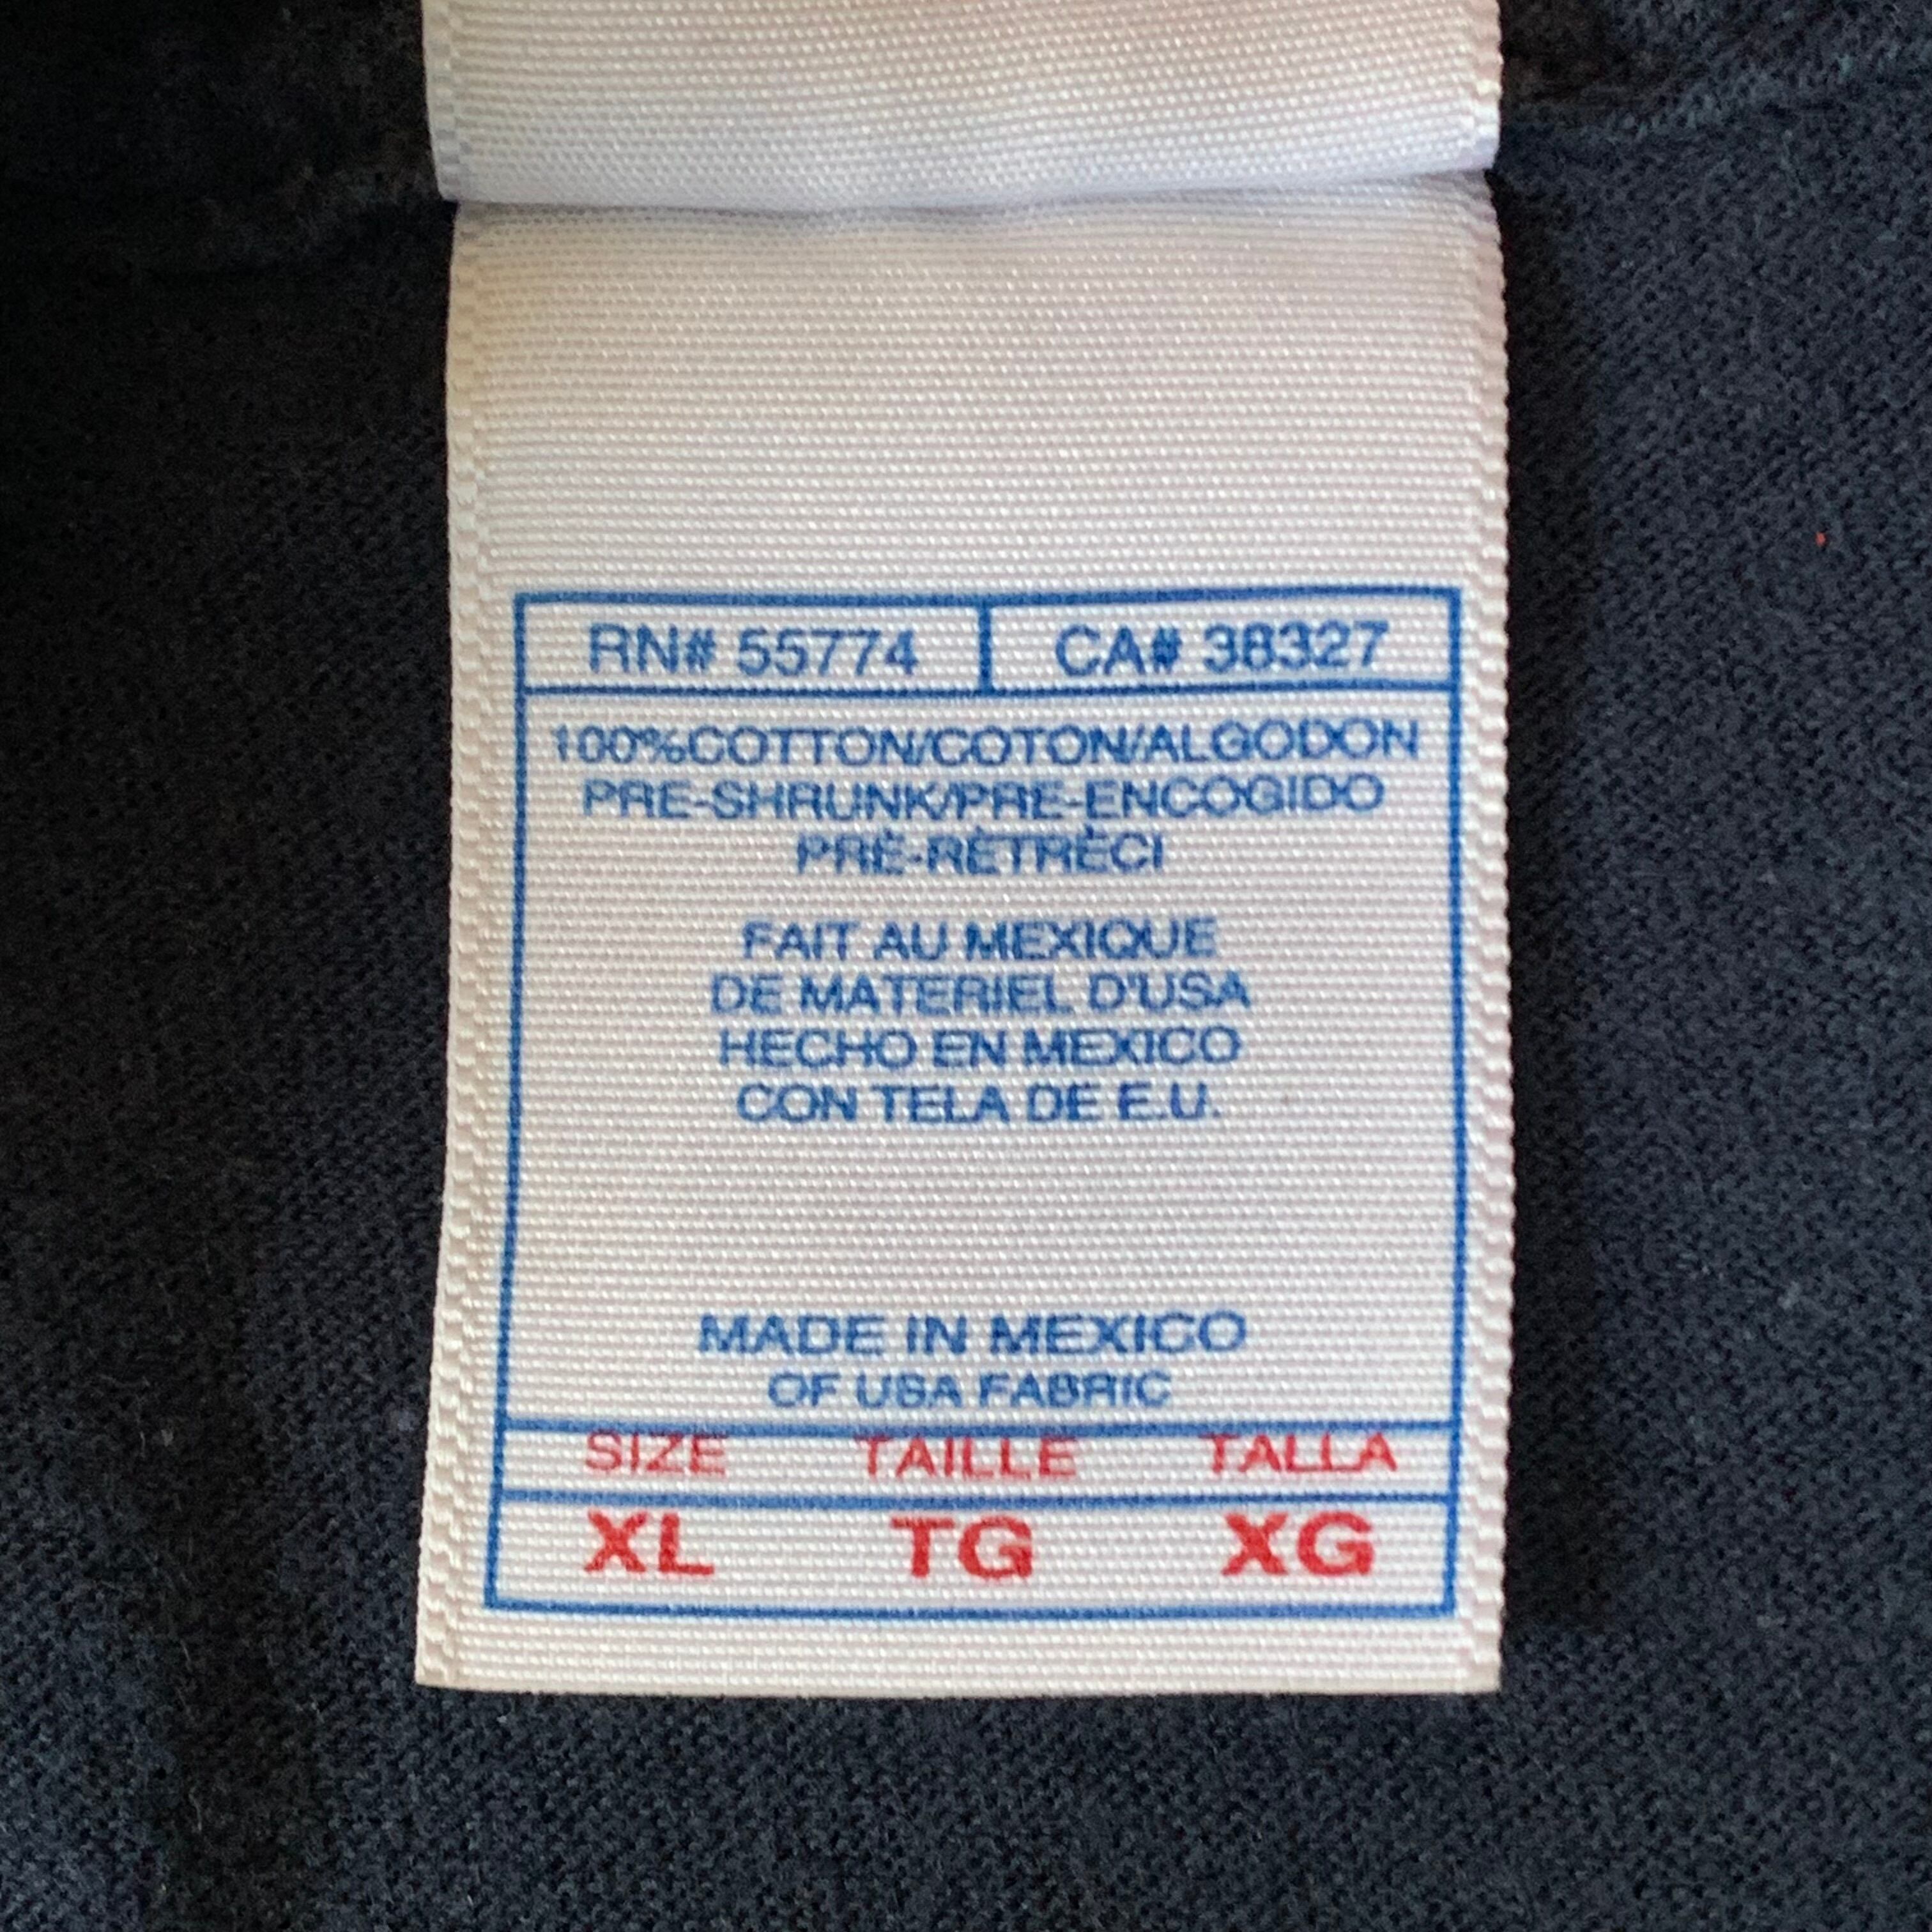 RN# 55774 CA# 38327
100%COTTON/COTON/ALGODON
PRE-SHRUNK/PRE-ENCOGIDO
PRÉ-RÉTRÉCI
FAIT AU MEXIQUE
DE MATERIEL D'USA
HECHO EN MEXICO
CON TELA DE E.U.
MADE IN MEXICO
OF USA FABRIC
SIZE TAILLE TALLA
XL TG XG